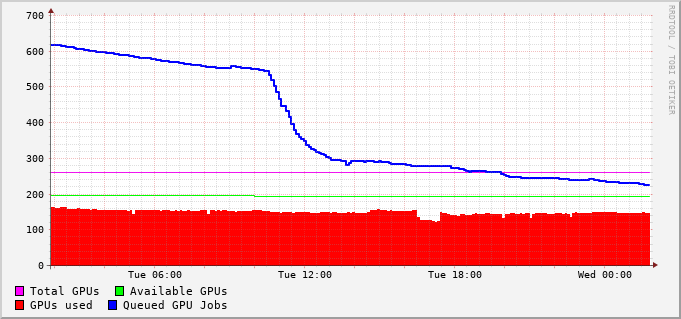 700
600
500
400
300
200
100
0
Tue 06:00 Tue 12:00 Tue 18:00 Wed 00:00
Total GPUs Available GPUs
GPUs used Queued GPU Jobs
RRDTOOL / TOBI OETIKER